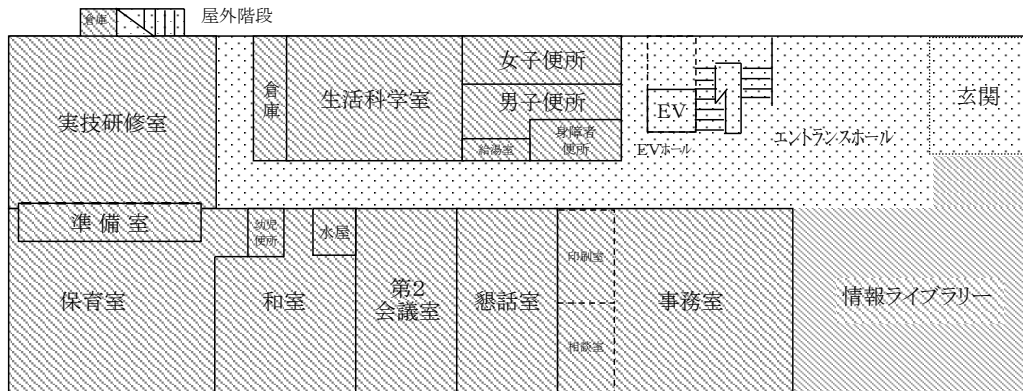 倉庫
屋外階段
実技研修室
倉庫
生活科学室
女子便所
男子便所
給湯室
身障者
便所
EV
EVホール
エントランスホール
玄関
準備室
幼児
便所
水屋
保育室
和室
第2
会議室
懇話室
印刷室
相談室
事務室
情報ライブラリー